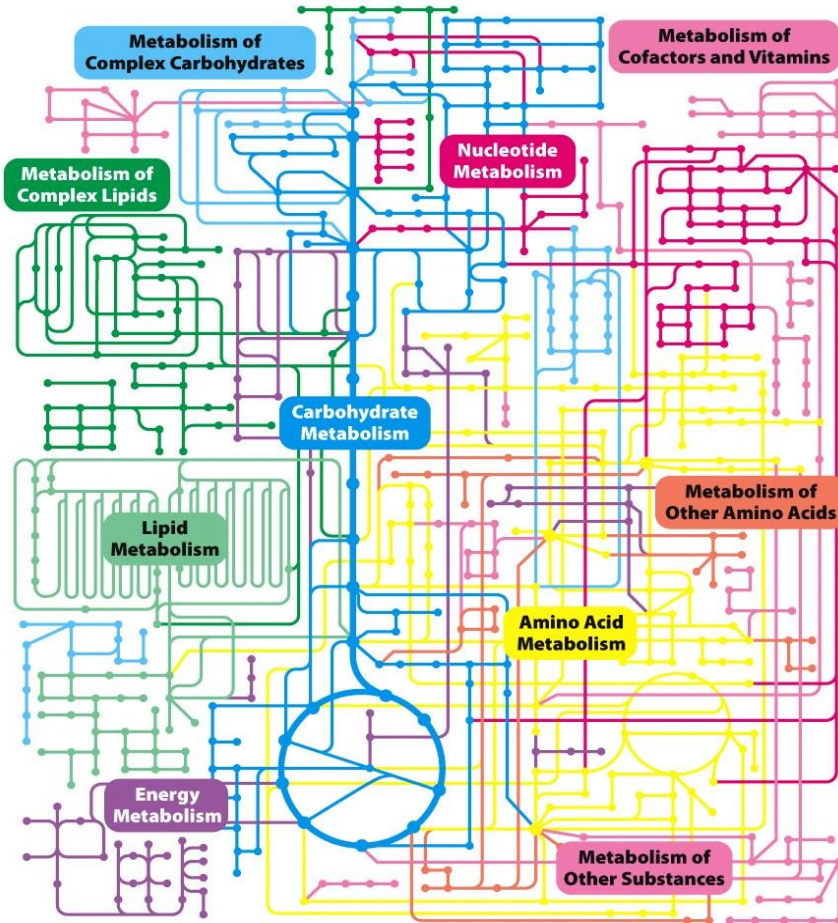 Metabolism of
Complex Carbohydrates
Metabolism of
Cofactors and Vitamins
Nucleotide
Metabolism
Metabolism of
Complex Lipids
Carbohydrate
Metabolism
Metabolism of
Other Amino Acids
Lipid
Metabolism
Amino Acid
Metabolism
Energy
Metabolism
Metabolism of
Other Substances